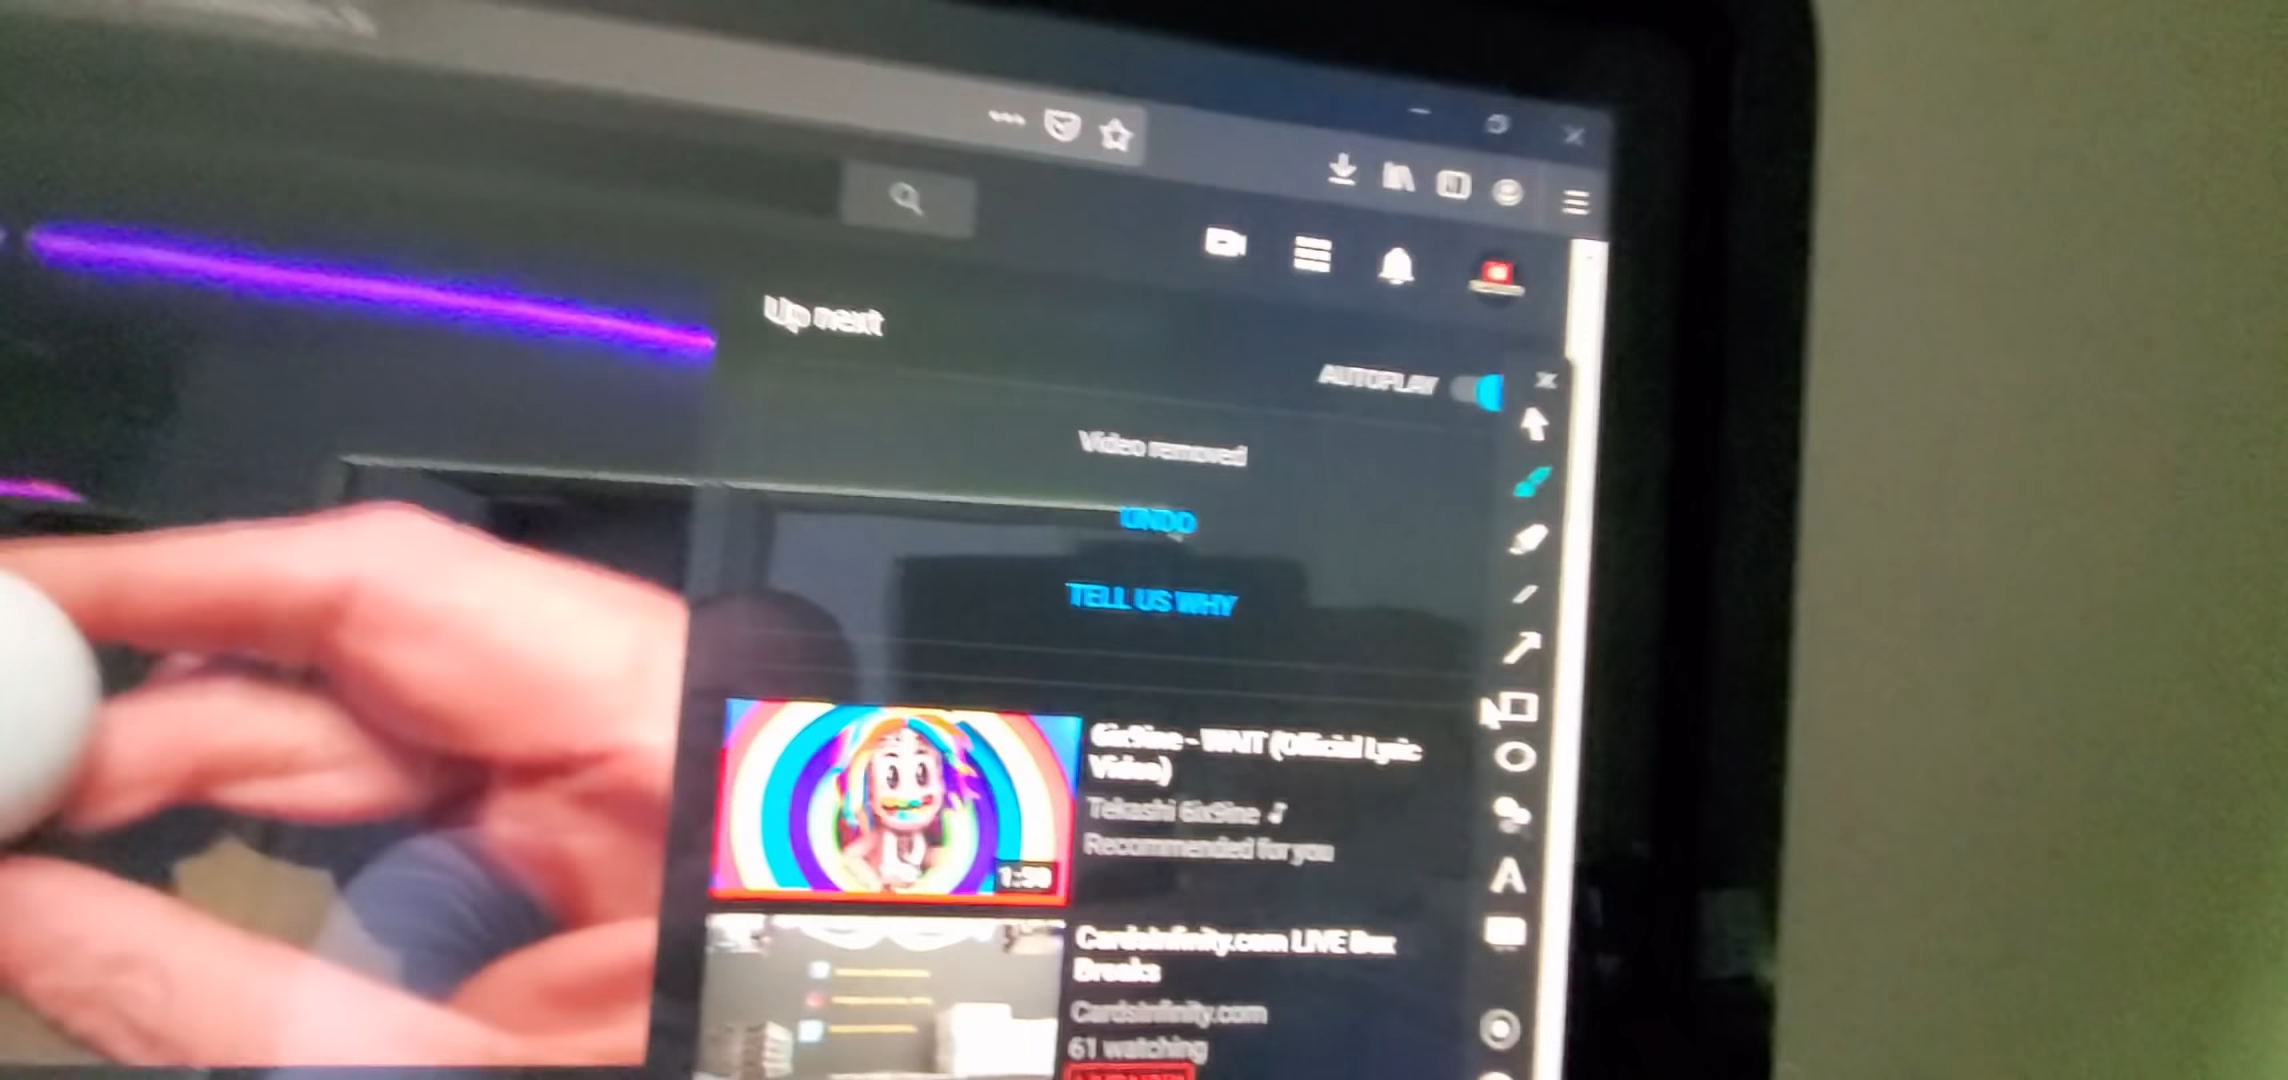 Up next
AUTOPLAY
Video removed
UNDO
TELL US WHY
6ix9ine - WAIT (Official Lyric
Video)
Tekashi 6ix9ine
Recommended for you
1:30
CardsInfinity.com LIVE Box
Breaks
CardsInfinity.com
61 watching
A